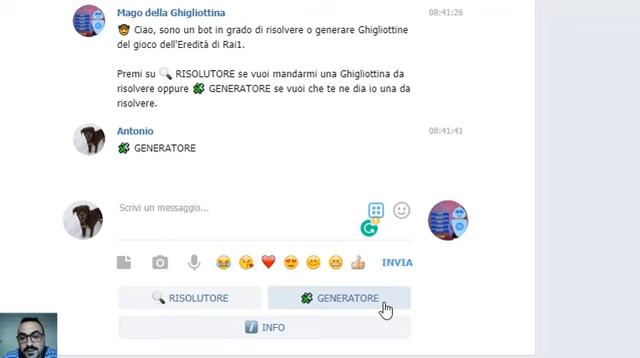 Mago della Ghigliottina 08:41:26
🤠 Ciao, sono un bot in grado di risolvere o generare Ghigliottine
del gioco dell'Eredità di Rai1.
Premi su 🔍 RISOLUTORE se vuoi mandarmi una Ghigliottina da
risolvere oppure 🧩 GENERATORE se vuoi che te ne dia io una da
risolvere.
Antonio 08:41:41
🧩 GENERATORE
Scrivi un messaggio...
INVIA
🔍 RISOLUTORE 🧩 GENERATORE
ℹ️ INFO